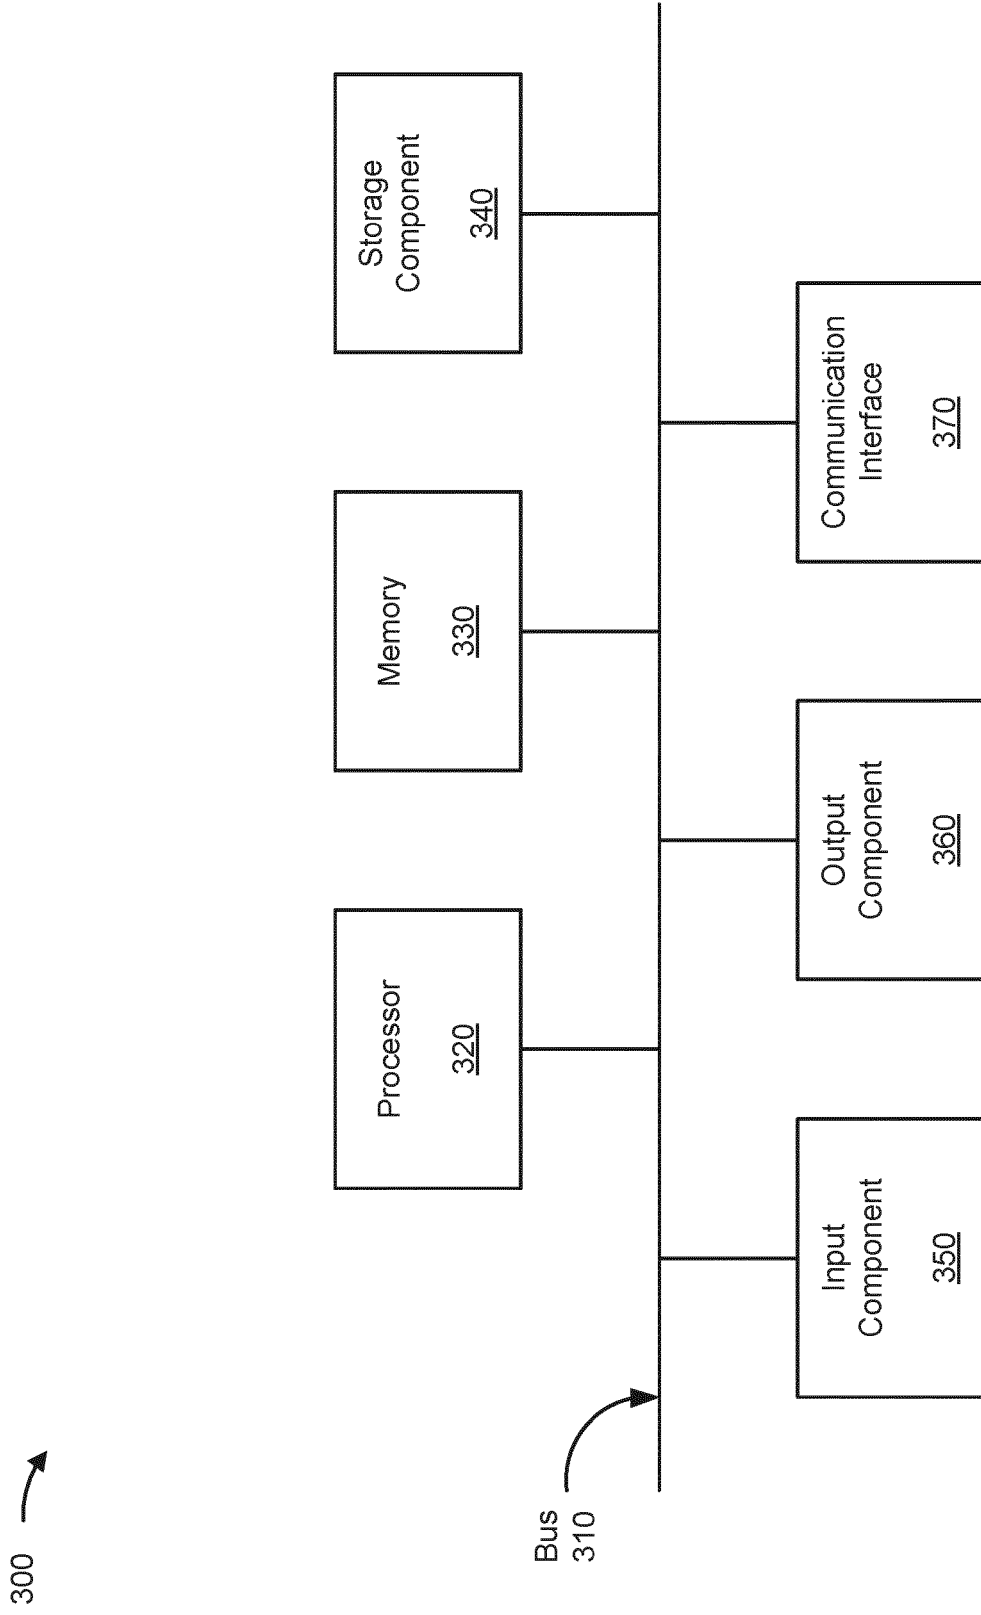 300
Processor
320
Memory
330
Storage
Component
340
Bus
310
Input
Component
350
Output
Component
360
Communication
Interface
370